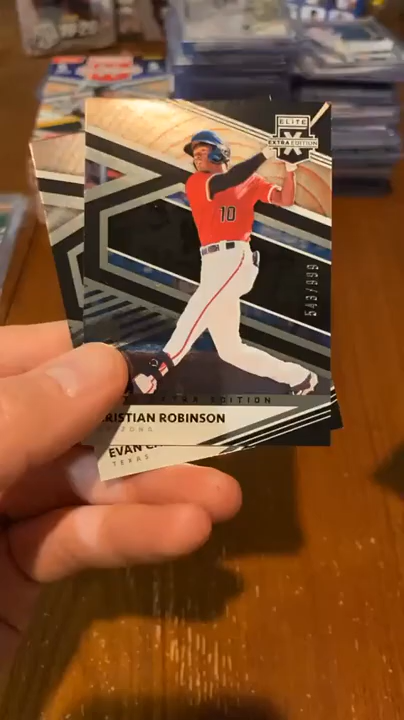 ELITE
X
EXTRA EDITION
10
543/999
EXTRA EDITION
RISTIAN ROBINSON
ZONA
EVAN
TEXAS